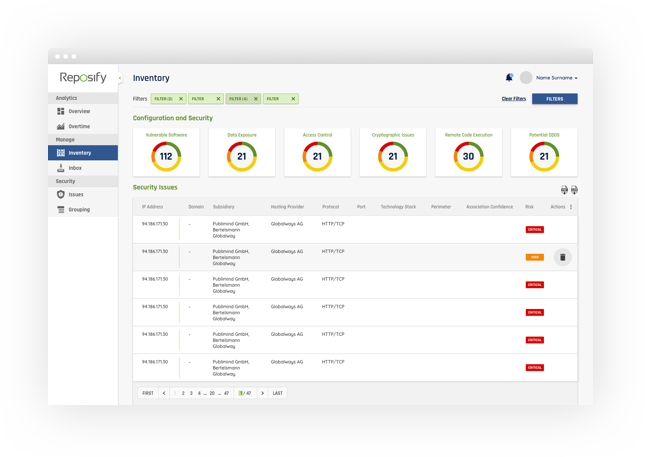 Reposify
Inventory
Name Surname
Analytics
Overview
Overtime
Manage
Inventory
Inbox
Security
Issues
Grouping
Filters
FILTER (2) ×
FILTER ×
FILTER (4) ×
FILTER ×
Clear Filters
FILTERS
Configuration and Security
Vulnerable Software
112
Data Exposure
21
Access Control
21
Cryptographic Issues
21
Remote Code Execution
30
Potential DDOS
21
Security Issues
IP Address Domain Subsidiary Hosting Provider Protocol Port Technology Stack Perimeter Association Confidence Risk Actions
94.186.171.50 - Publimind GmbH, Globalways AG HTTP/TCP CRITICAL
Bertelsmann
Globalway
94.186.171.50 - Publimind GmbH, Globalways AG HTTP/TCP
Bertelsmann
Globalway
94.186.171.50 - Publimind GmbH, Globalways AG HTTP/TCP CRITICAL
Bertelsmann
Globalway
94.186.171.50 - Publimind GmbH, Globalways AG HTTP/TCP CRITICAL
Bertelsmann
Globalway
94.186.171.50 - Publimind GmbH, Globalways AG HTTP/TCP CRITICAL
Bertelsmann
Globalway
94.186.171.50 - Publimind GmbH, Globalways AG HTTP/TCP CRITICAL
Bertelsmann
Globalway
FIRST < 1 2 3 4 ... 20 ... 47 1/ 47 > LAST